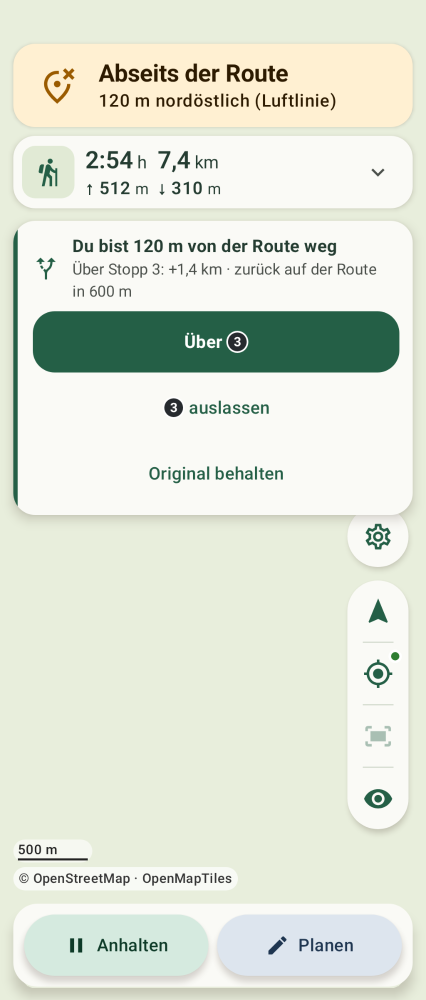 Abseits der Route
120 m nordöstlich (Luftlinie)
2:54 h 7,4 km
↑ 512 m ↓ 310 m
Du bist 120 m von der Route weg
Über Stopp 3: +1,4 km · zurück auf der Route
in 600 m
Über 3
3 auslassen
Original behalten
500 m
© OpenStreetMap · OpenMapTiles
Anhalten
Planen